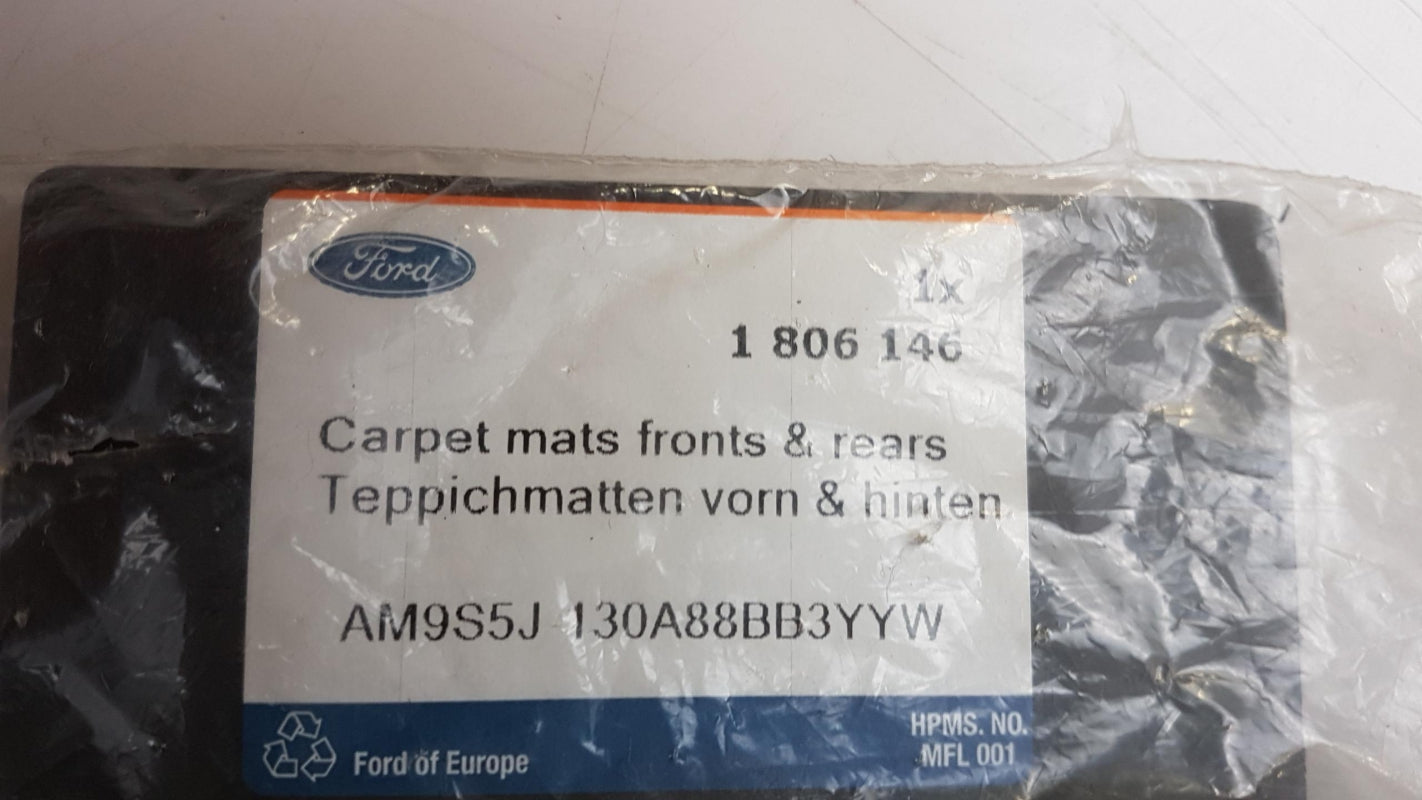 Ford
1x
1 806 146
Carpet mats fronts & rears
Teppichmatten vorn & hinten
AM9S5J 130A88BB3YYW
HPMS. NO.
Ford of Europe MFL 001